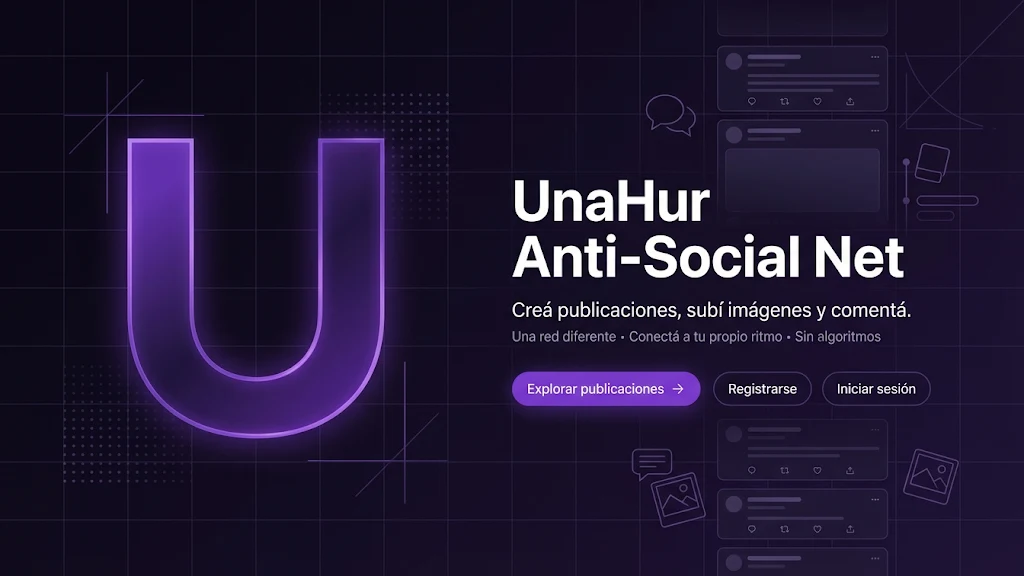 U
UnaHur
Anti-Social Net
Creá publicaciones, subí imágenes y comentá.
Una red diferente • Conectá a tu propio ritmo • Sin algoritmos
Explorar publicaciones →
Registrarse
Iniciar sesión